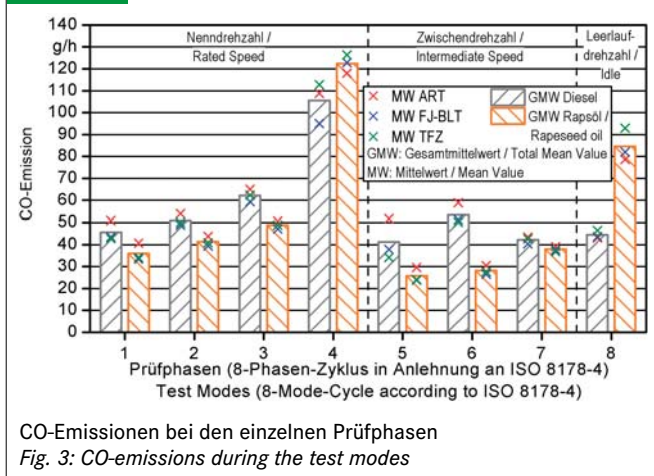 140
g/h
120
110
100
90
80
70
60
50
40
30
20
10
0
CO-Emission
Nenndrehzahl /
Rated Speed
Zwischendrehzahl /
Intermediate Speed
Leerlauf-
drehzahl /
Idle
MW ART
MW FJ-BLT
MW TFZ
GMW Diesel
GMW Rapsöl /
Rapeseed oil
GMW: Gesamtmittelwert / Total Mean Value
MW: Mittelwert / Mean Value
1 2 3 4 5 6 7 8
Prüfphasen (8-Phasen-Zyklus in Anlehnung an ISO 8178-4)
Test Modes (8-Mode-Cycle according to ISO 8178-4)
CO-Emissionen bei den einzelnen Prüfphasen
Fig. 3: CO-emissions during the test modes